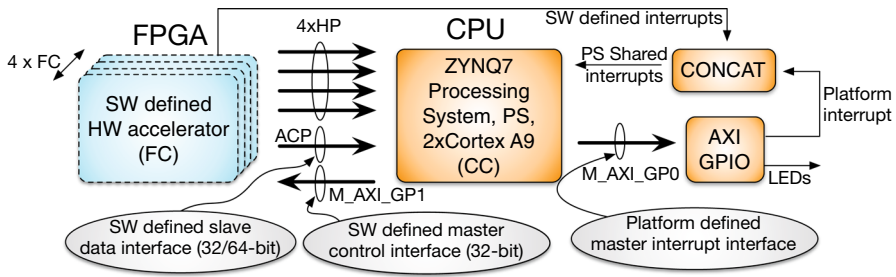 SW defined interrupts
FPGA
4xHP
CPU
4 x FC
SW defined
HW accelerator
(FC)
ACP
M_AXI_GP1
ZYNQ7
Processing
System, PS,
2xCortex A9
(CC)
PS Shared
interrupts
CONCAT
Platform
interrupt
M_AXI_GP0
AXI
GPIO
LEDs
SW defined slave
data interface (32/64-bit)
SW defined master
control interface (32-bit)
Platform defined
master interrupt interface